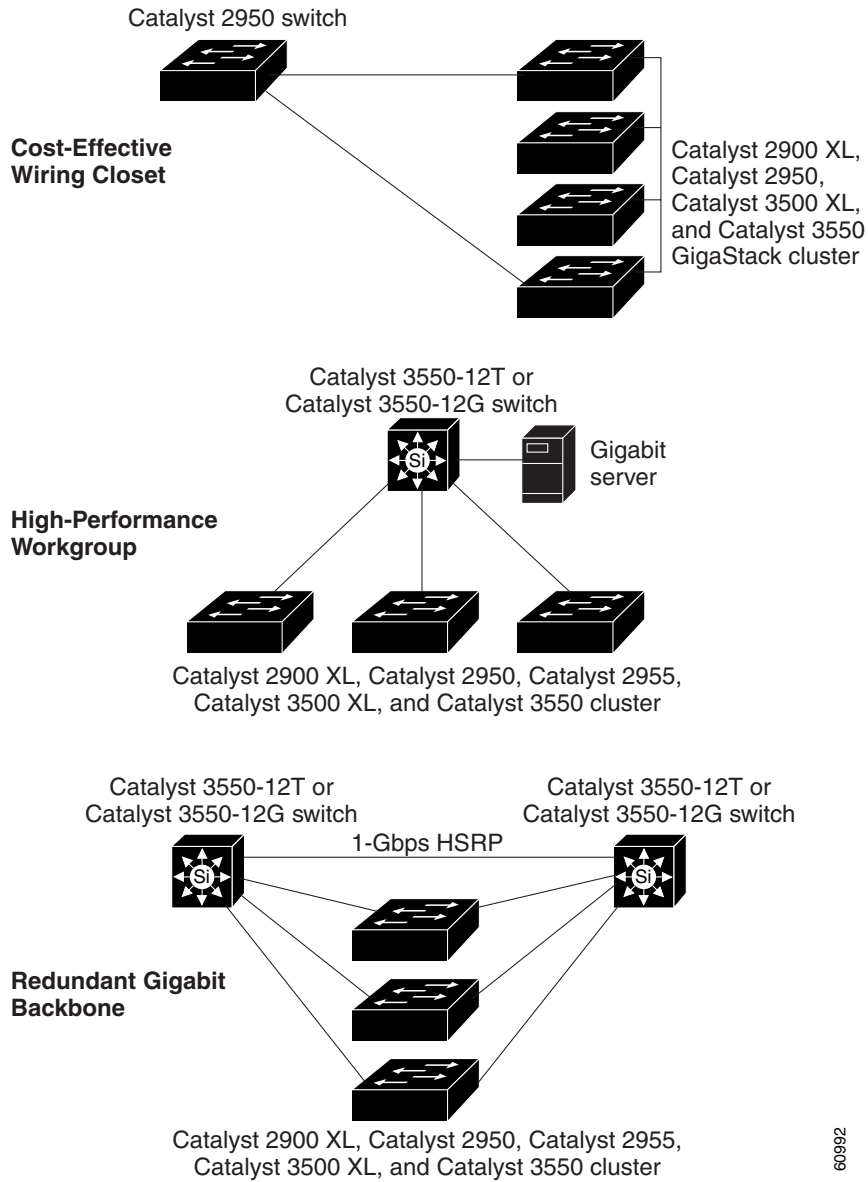 Catalyst 2950 switch
Cost-Effective
Wiring Closet
Catalyst 2900 XL,
Catalyst 2950,
Catalyst 3500 XL,
and Catalyst 3550
GigaStack cluster
Catalyst 3550-12T or
Catalyst 3550-12G switch
Si
Gigabit
server
High-Performance
Workgroup
Catalyst 2900 XL, Catalyst 2950, Catalyst 2955,
Catalyst 3500 XL, and Catalyst 3550 cluster
Catalyst 3550-12T or
Catalyst 3550-12G switch
Catalyst 3550-12T or
Catalyst 3550-12G switch
1-Gbps HSRP
Si
Si
Redundant Gigabit
Backbone
Catalyst 2900 XL, Catalyst 2950, Catalyst 2955,
Catalyst 3500 XL, and Catalyst 3550 cluster
60992